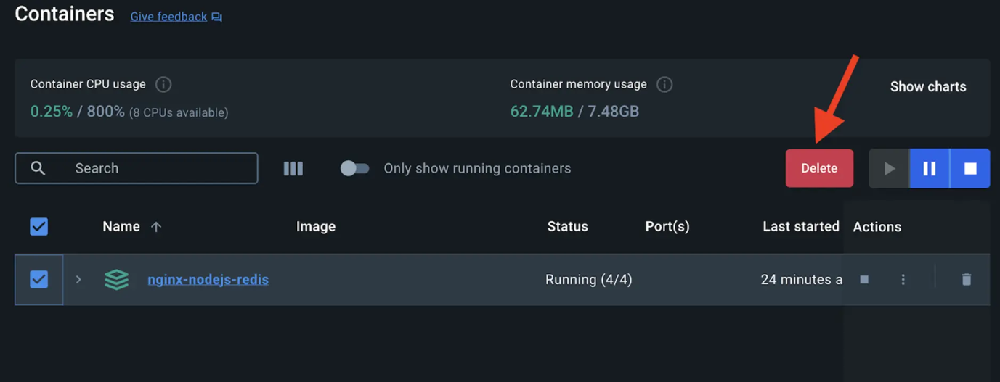 Containers Give feedback
Container CPU usage Container memory usage Show charts
0.25% / 800% (8 CPUs available) 62.74MB / 7.48GB
Search Only show running containers Delete
Name Image Status Port(s) Last started Actions
nginx-nodejs-redis Running (4/4) 24 minutes a